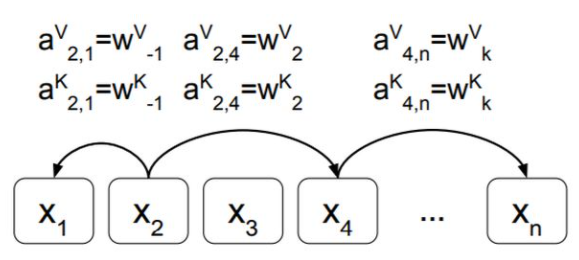 aⱽ₂,₁=wⱽ₋₁ aⱽ₂,₄=wⱽ₂ aⱽ₄,ₙ=wⱽₖ
aᴷ₂,₁=wᴷ₋₁ aᴷ₂,₄=wᴷ₂ aᴷ₄,ₙ=wᴷₖ
x₁ x₂ x₃ x₄ ... xₙ